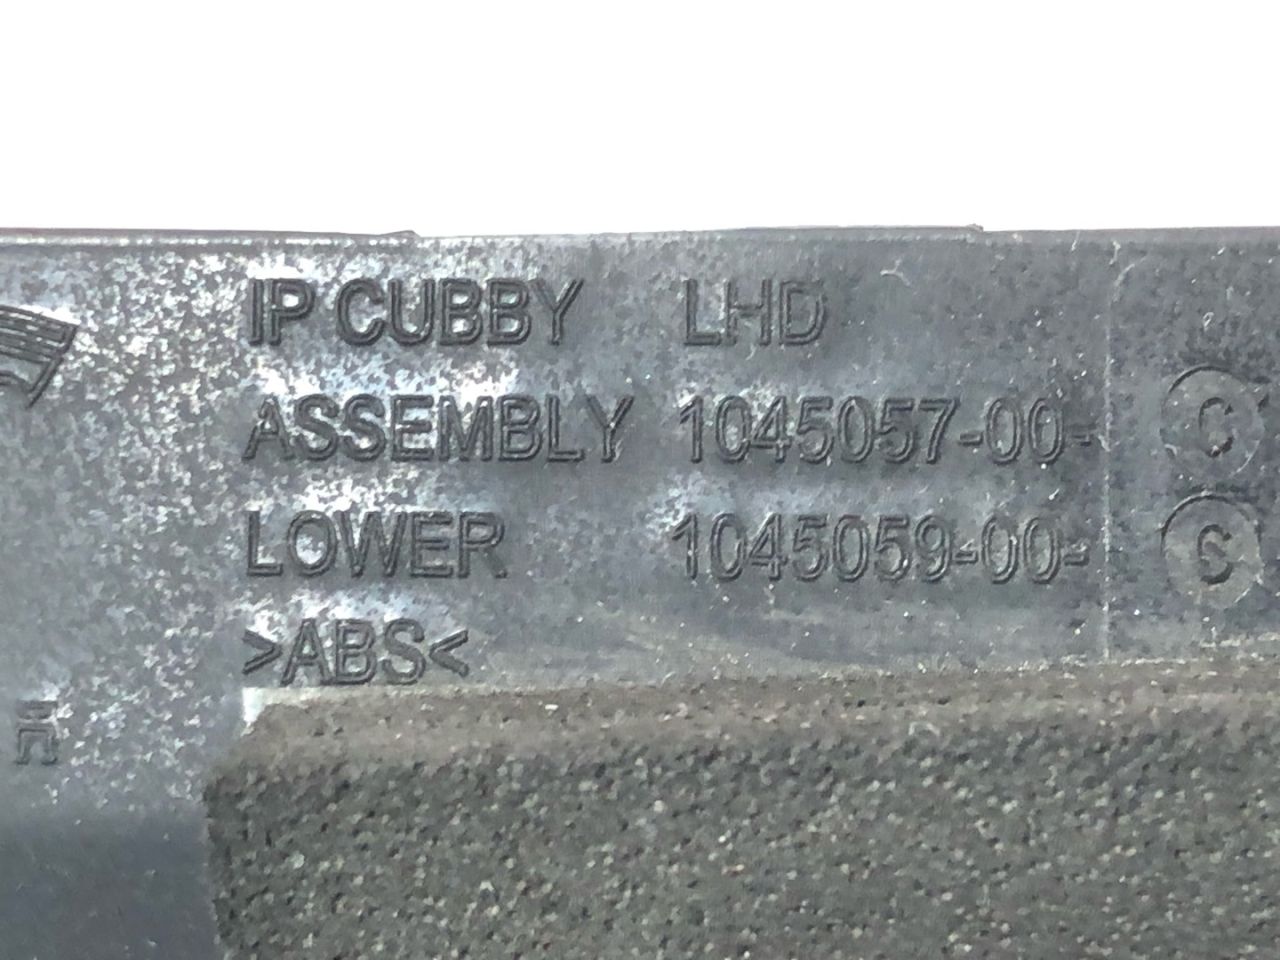 IP CUBBY LHD
ASSEMBLY 1045057-00- C
LOWER 1045059-00- C
>ABS<